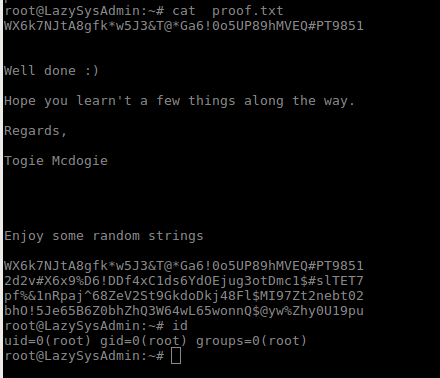 root@LazySysAdmin:~# cat  proof.txt
WX6k7NJtA8gfk*w5J3&T@*Ga6!0o5UP89hMVEQ#PT9851
Well done :)
Hope you learn't a few things along the way.
Regards,
Togie Mcdogie
Enjoy some random strings
WX6k7NJtA8gfk*w5J3&T@*Ga6!0o5UP89hMVEQ#PT9851
2d2v#X6x9%D6!DDf4xC1ds6YdOEjug3otDmc1$#slTET7
pf%&1nRpaj^68ZeV2St9GkdoDkj48Fl$MI97Zt2nebt02
bhO!5Je65B6Z0bhZhQ3W64wL65wonnQ$@yw%Zhy0U19pu
root@LazySysAdmin:~# id
uid=0(root) gid=0(root) groups=0(root)
root@LazySysAdmin:~#